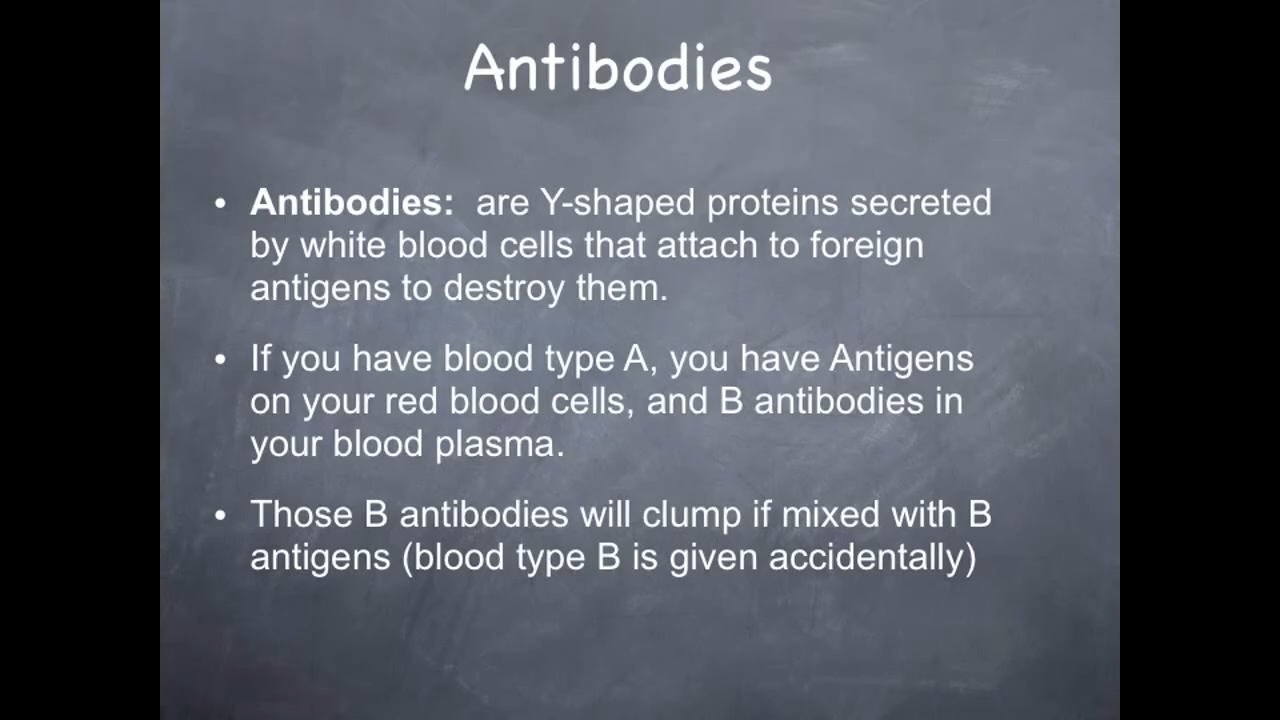 Antibodies
• Antibodies: are Y-shaped proteins secreted
by white blood cells that attach to foreign
antigens to destroy them.
• If you have blood type A, you have Antigens
on your red blood cells, and B antibodies in
your blood plasma.
• Those B antibodies will clump if mixed with B
antigens (blood type B is given accidentally)